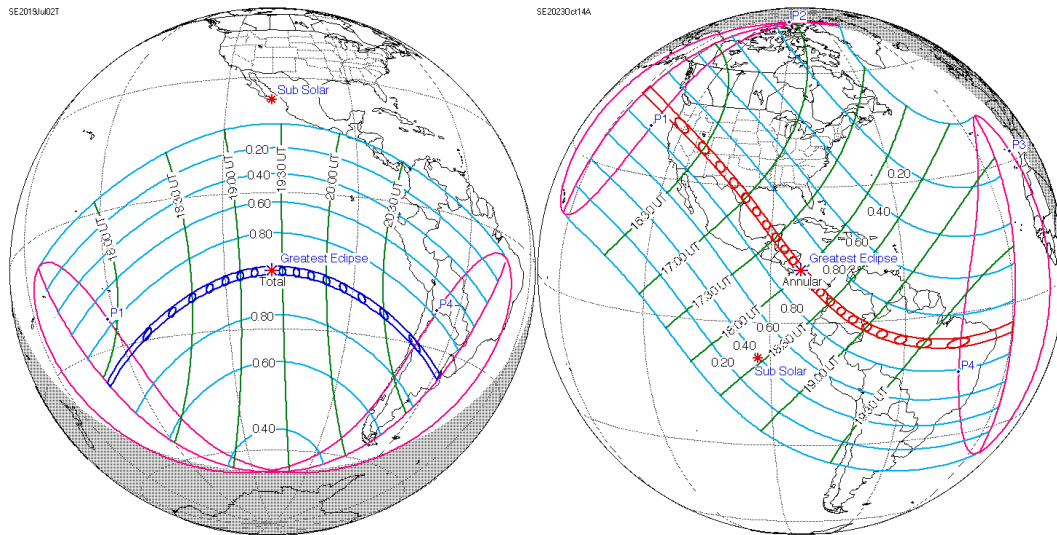 SE2019Jul02T
Sub Solar
0.20
0.40
0.60
0.80
18:00 UT
18:30 UT
19:00 UT
19:30 UT
20:00 UT
20:30 UT
Greatest Eclipse
Total
P1
P4
0.80
0.60
0.40
SE2023Oct14A
P2
P1
P3
0.20
0.40
0.60
16:30 UT
17:00 UT
17:30 UT
18:00 UT
18:30 UT
19:00 UT
19:30 UT
Greatest Eclipse
0.80
Annular
0.80
0.60
0.40
0.20
Sub Solar
P4